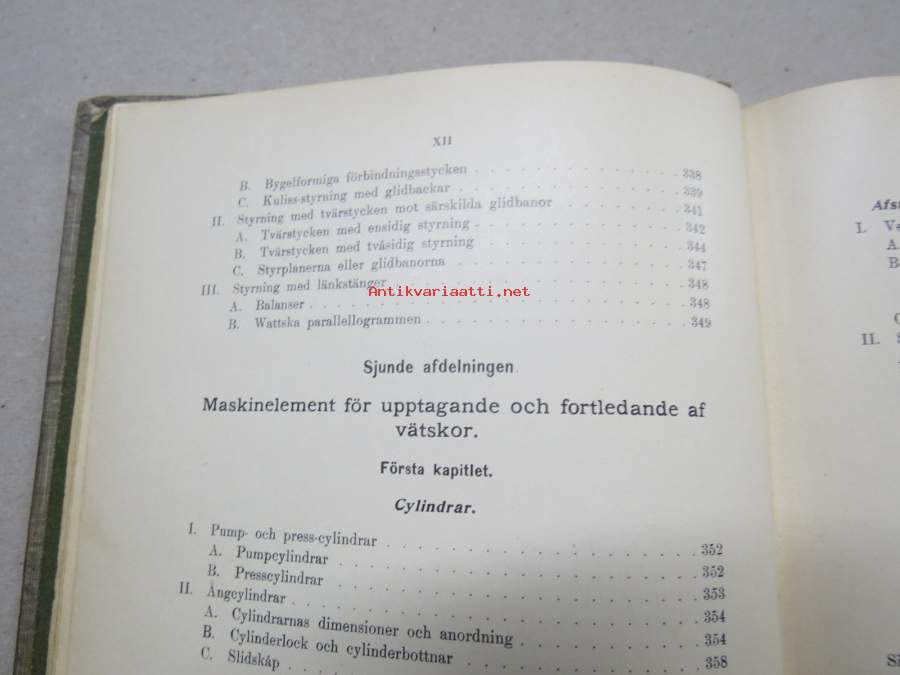 XII
B. Bygelformiga förbindningsstycken 338
C. Kuliss-styrning med glidbackar 339
II. Styrning med tvärstycken mot särskilda glidbanor 341
A. Tvärstycken med ensidig styrning 342
B. Tvärstycken med tvåsidig styrning 344
C. Styrplanerna eller glidbanorna 347
III. Styrning med länkstänger 348
A. Balanser 348
B. Wattska parallellogrammen 349
Antikvariaatti.net
Sjunde afdelningen
Maskinelement för upptagande och fortledande af
vätskor.
Första kapitlet.
Cylindrar.
I. Pump- och press-cylindrar 352
A. Pumpcylindrar 352
B. Presscylindrar 353
II. Ångcylindrar 354
A. Cylindrarnas dimensioner och anordning 354
B. Cylinderlock och cylinderbottnar 358
C. Slidskåp
I.
A.
B
II.